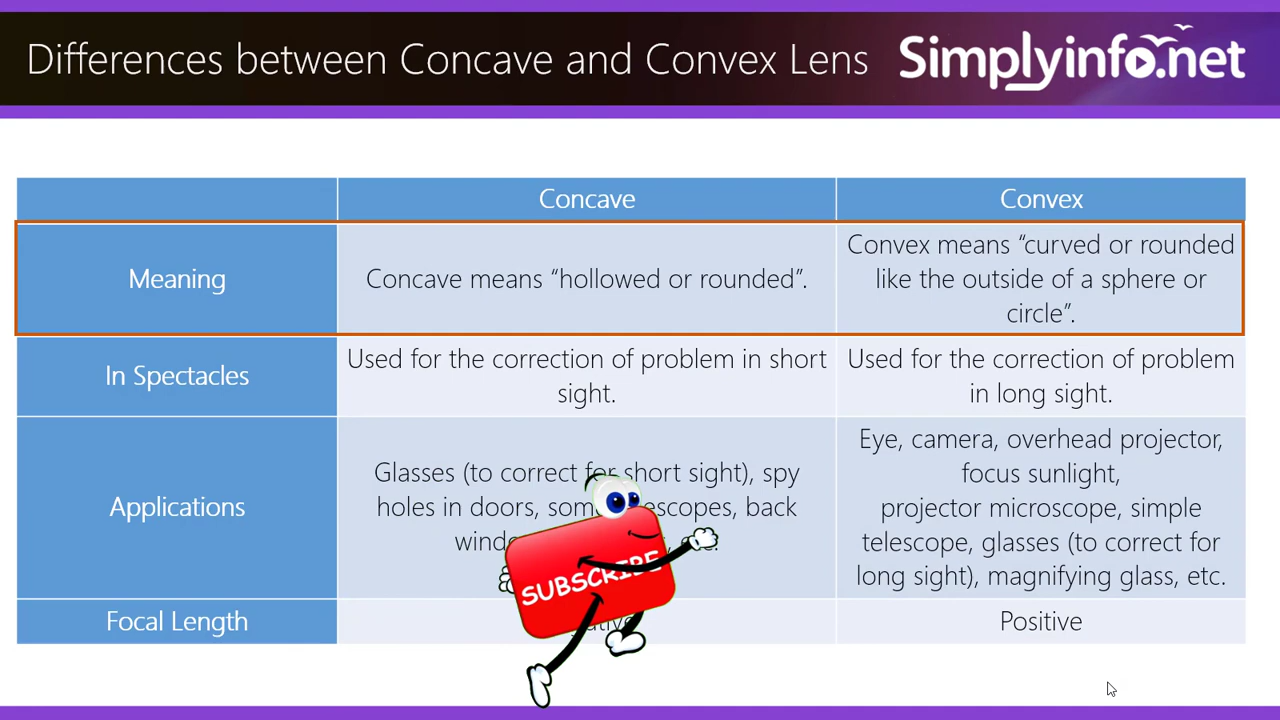 Differences between Concave and Convex Lens
Simplyinfo.net
Concave
Convex
Meaning
Concave means “hollowed or rounded”.
Convex means “curved or rounded
like the outside of a sphere or
circle”.
In Spectacles
Used for the correction of problem in short
sight.
Used for the correction of problem
in long sight.
Applications
Glasses (to correct for short sight), spy
holes in doors, some telescopes, back
etc.
Eye, camera, overhead projector,
focus sunlight,
projector microscope, simple
telescope, glasses (to correct for
long sight), magnifying glass, etc.
Focal Length
Positive
SUBSCRIBE